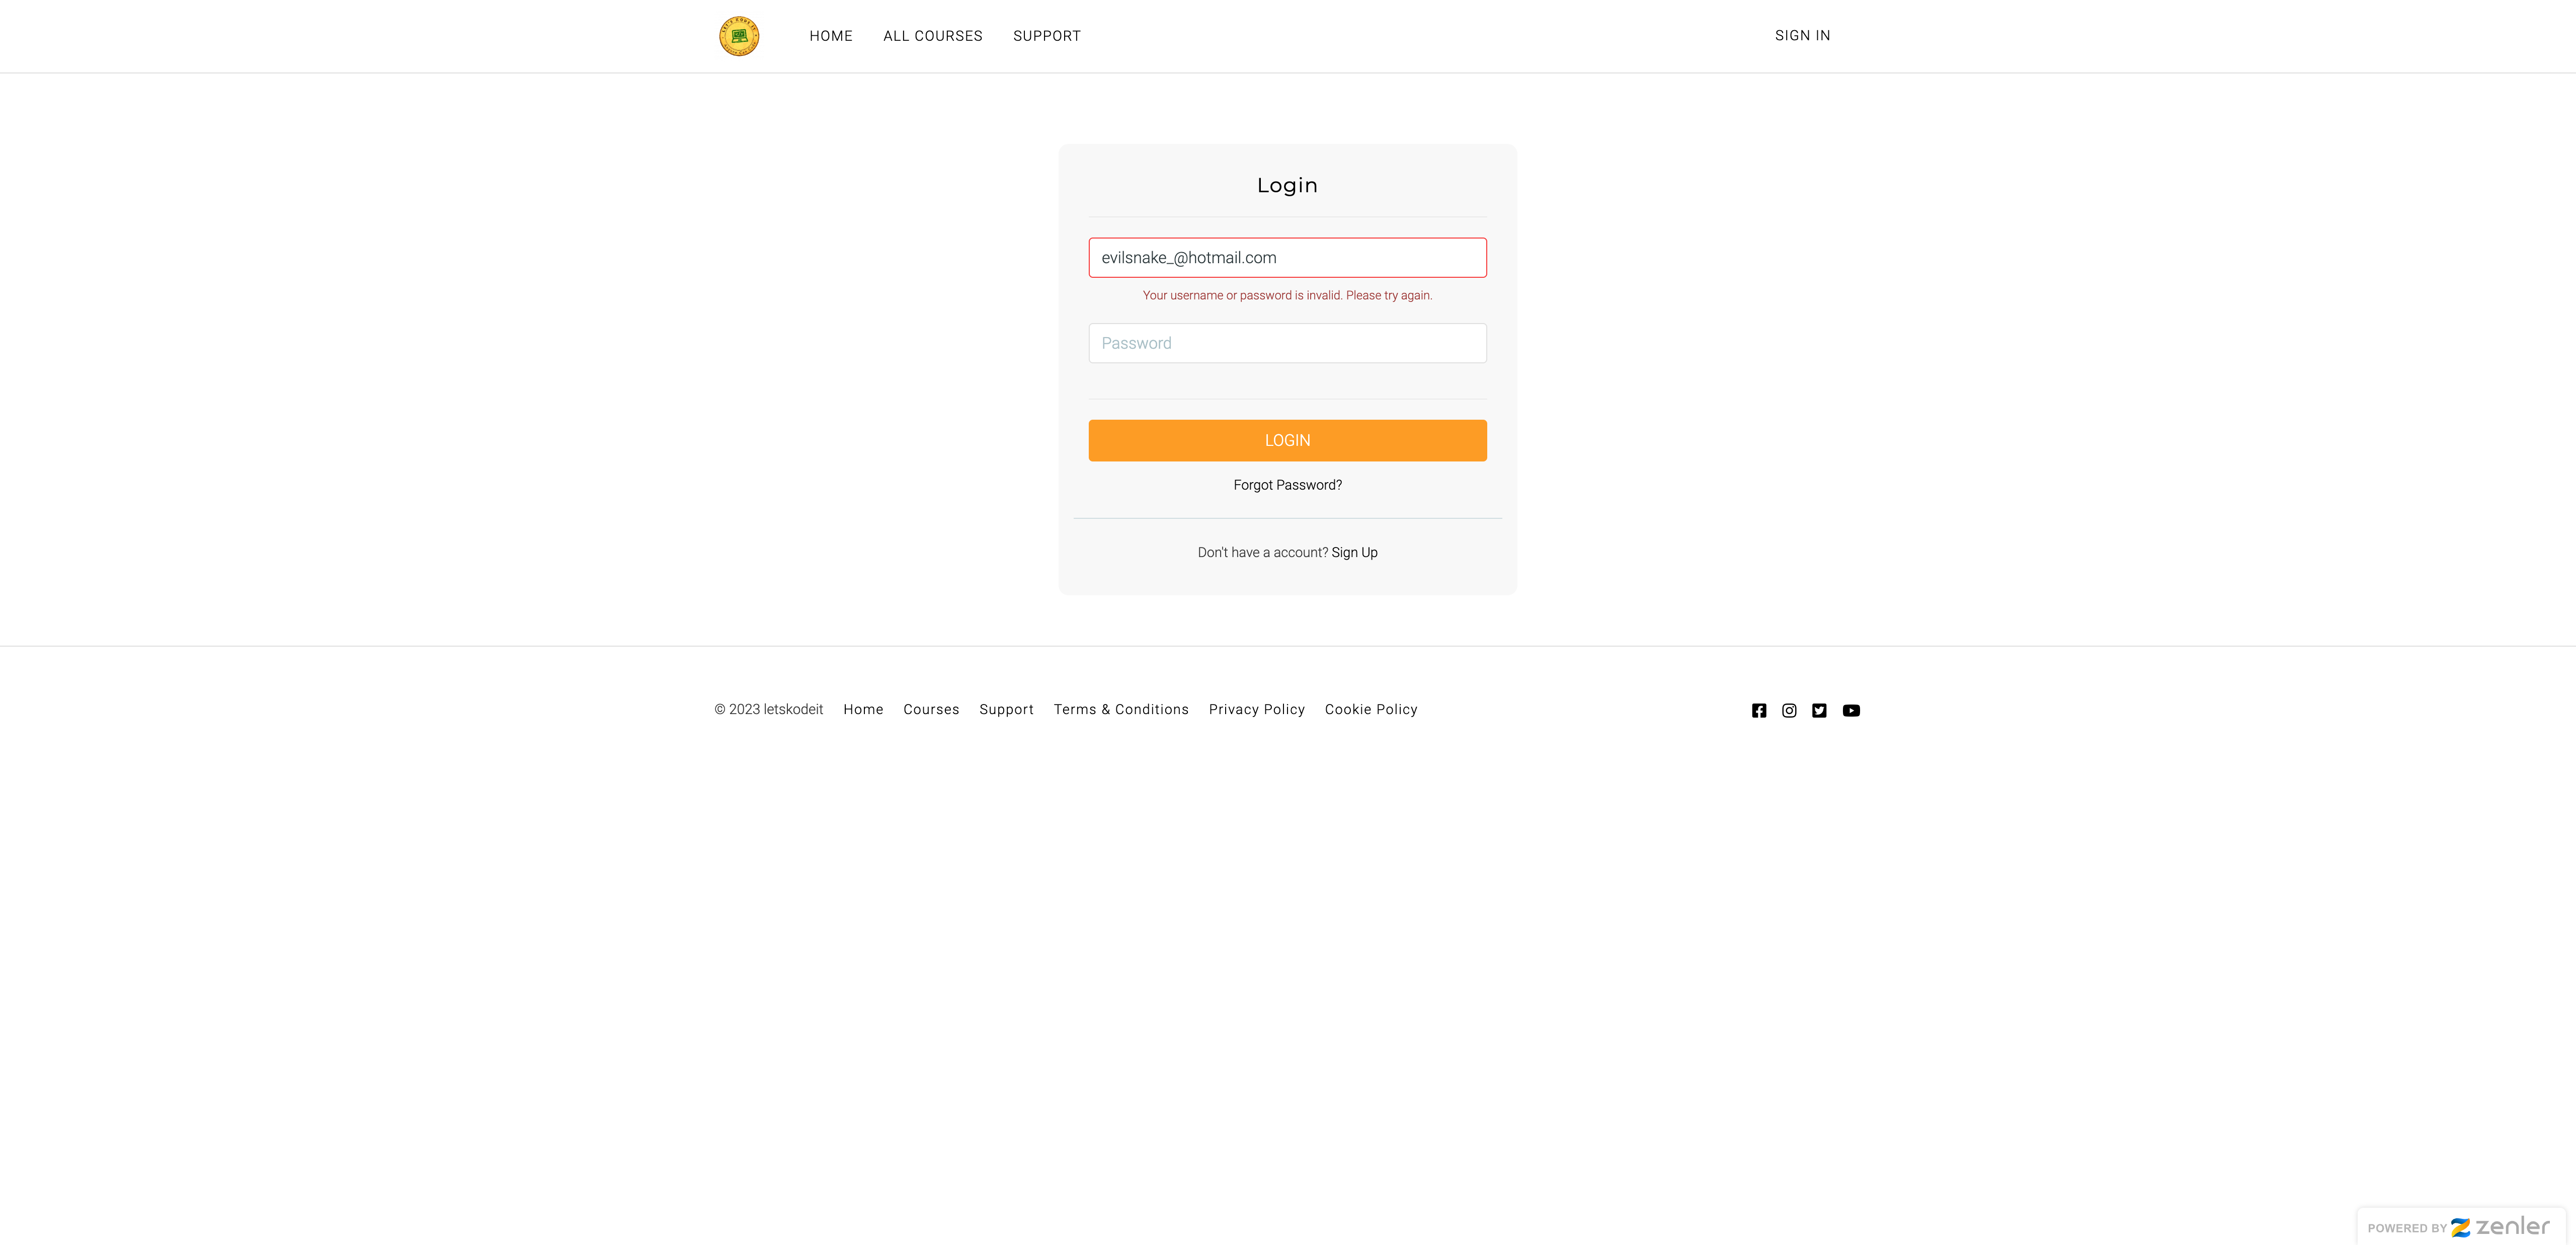 HOME ALL COURSES SUPPORT SIGN IN
Login
evilsnake_@hotmail.com
Your username or password is invalid. Please try again.
Password
LOGIN
Forgot Password?
Don't have a account? Sign Up
© 2023 letskodeit Home Courses Support Terms & Conditions Privacy Policy Cookie Policy
POWERED BY zenler